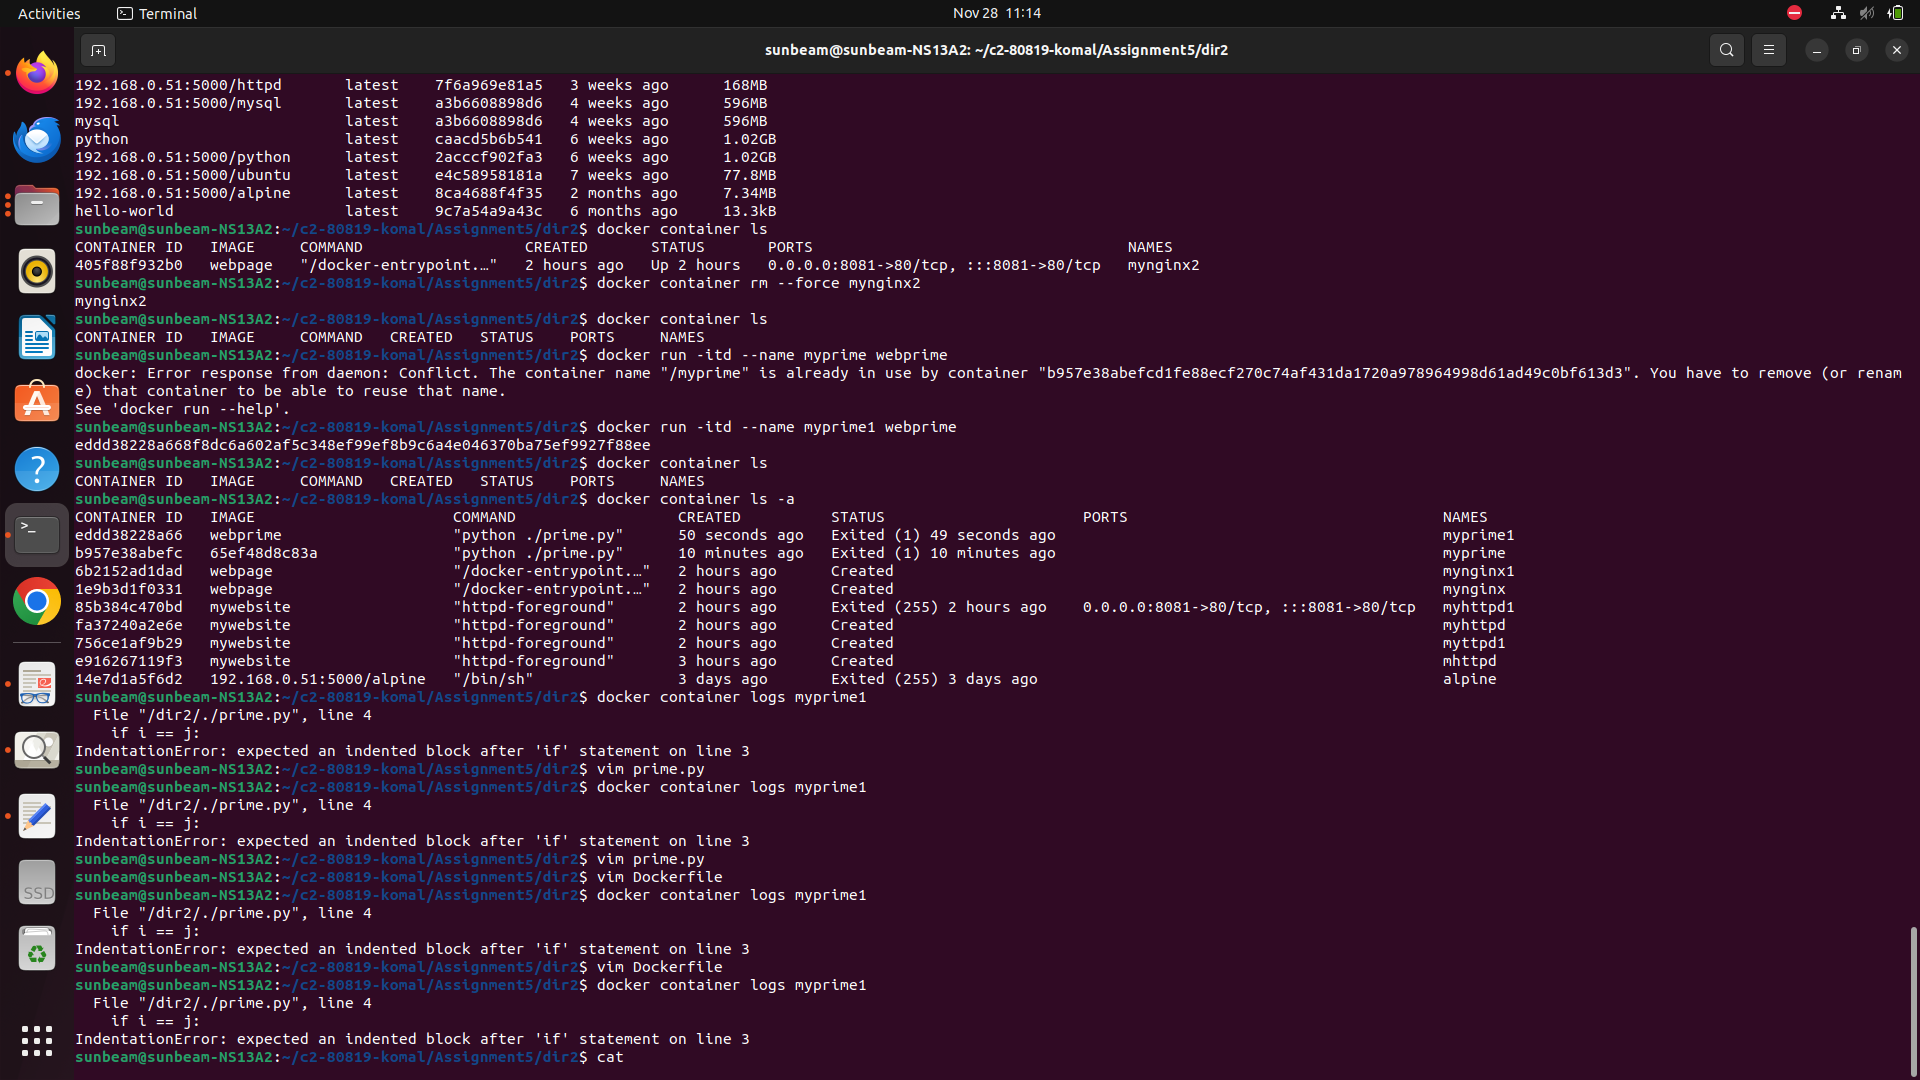 Activities
Terminal
Nov 28 11:14
sunbeam@sunbeam-NS13A2: ~/c2-80819-komal/Assignment5/dir2
192.168.0.51:5000/httpd latest 7f6a969e81a5 3 weeks ago 168MB
192.168.0.51:5000/mysql latest a3b6608898d6 4 weeks ago 596MB
mysql latest a3b6608898d6 4 weeks ago 596MB
python latest caacd5b6b541 6 weeks ago 1.02GB
192.168.0.51:5000/python latest 2acccf902fa3 6 weeks ago 1.02GB
192.168.0.51:5000/ubuntu latest e4c58958181a 7 weeks ago 77.8MB
192.168.0.51:5000/alpine latest 8ca4688f4f35 2 months ago 7.34MB
hello-world latest 9c7a54a9a43c 6 months ago 13.3kB
sunbeam@sunbeam-NS13A2:~/c2-80819-komal/Assignment5/dir2$ docker container ls
CONTAINER ID IMAGE COMMAND CREATED STATUS PORTS NAMES
405f88f932b0 webpage "/docker-entrypoint.…" 2 hours ago Up 2 hours 0.0.0.0:8081->80/tcp, :::8081->80/tcp mynginx2
sunbeam@sunbeam-NS13A2:~/c2-80819-komal/Assignment5/dir2$ docker container rm --force mynginx2
mynginx2
sunbeam@sunbeam-NS13A2:~/c2-80819-komal/Assignment5/dir2$ docker container ls
CONTAINER ID IMAGE COMMAND CREATED STATUS PORTS NAMES
sunbeam@sunbeam-NS13A2:~/c2-80819-komal/Assignment5/dir2$ docker run -itd --name myprime webprime
docker: Error response from daemon: Conflict. The container name "/myprime" is already in use by container "b957e38abefcd1fe88ecf270c74af431da1720a978964998d61ad49c0bf613d3". You have to remove (or renam
e) that container to be able to reuse that name.
See 'docker run --help'.
sunbeam@sunbeam-NS13A2:~/c2-80819-komal/Assignment5/dir2$ docker run -itd --name myprime1 webprime
eddd38228a668f8dc6a602af5c348ef99ef8b9c6a4e046370ba75ef9927f88ee
sunbeam@sunbeam-NS13A2:~/c2-80819-komal/Assignment5/dir2$ docker container ls
CONTAINER ID IMAGE COMMAND CREATED STATUS PORTS NAMES
sunbeam@sunbeam-NS13A2:~/c2-80819-komal/Assignment5/dir2$ docker container ls -a
CONTAINER ID IMAGE COMMAND CREATED STATUS PORTS NAMES
eddd38228a66 webprime "python ./prime.py" 50 seconds ago Exited (1) 49 seconds ago myprime1
b957e38abefc 65ef48d8c83a "python ./prime.py" 10 minutes ago Exited (1) 10 minutes ago myprime
6b2152ad1dad webpage "/docker-entrypoint.…" 2 hours ago Created mynginx1
1e9b3d1f0331 webpage "/docker-entrypoint.…" 2 hours ago Created mynginx
85b384c470bd mywebsite "httpd-foreground" 2 hours ago Exited (255) 2 hours ago 0.0.0.0:8081->80/tcp, :::8081->80/tcp myhttpd1
fa37240a2e6e mywebsite "httpd-foreground" 2 hours ago Created myhttpd
756ce1af9b29 mywebsite "httpd-foreground" 2 hours ago Created myttpd1
e916267119f3 mywebsite "httpd-foreground" 3 hours ago Created mhttpd
14e7d1a5f6d2 192.168.0.51:5000/alpine "/bin/sh" 3 days ago Exited (255) 3 days ago alpine
sunbeam@sunbeam-NS13A2:~/c2-80819-komal/Assignment5/dir2$ docker container logs myprime1
File "/dir2/./prime.py", line 4
if i == j:
IndentationError: expected an indented block after 'if' statement on line 3
sunbeam@sunbeam-NS13A2:~/c2-80819-komal/Assignment5/dir2$ vim prime.py
sunbeam@sunbeam-NS13A2:~/c2-80819-komal/Assignment5/dir2$ docker container logs myprime1
File "/dir2/./prime.py", line 4
if i == j:
IndentationError: expected an indented block after 'if' statement on line 3
sunbeam@sunbeam-NS13A2:~/c2-80819-komal/Assignment5/dir2$ vim prime.py
sunbeam@sunbeam-NS13A2:~/c2-80819-komal/Assignment5/dir2$ vim Dockerfile
sunbeam@sunbeam-NS13A2:~/c2-80819-komal/Assignment5/dir2$ docker container logs myprime1
File "/dir2/./prime.py", line 4
if i == j:
IndentationError: expected an indented block after 'if' statement on line 3
sunbeam@sunbeam-NS13A2:~/c2-80819-komal/Assignment5/dir2$ vim Dockerfile
sunbeam@sunbeam-NS13A2:~/c2-80819-komal/Assignment5/dir2$ docker container logs myprime1
File "/dir2/./prime.py", line 4
if i == j:
IndentationError: expected an indented block after 'if' statement on line 3
sunbeam@sunbeam-NS13A2:~/c2-80819-komal/Assignment5/dir2$ cat
SSD